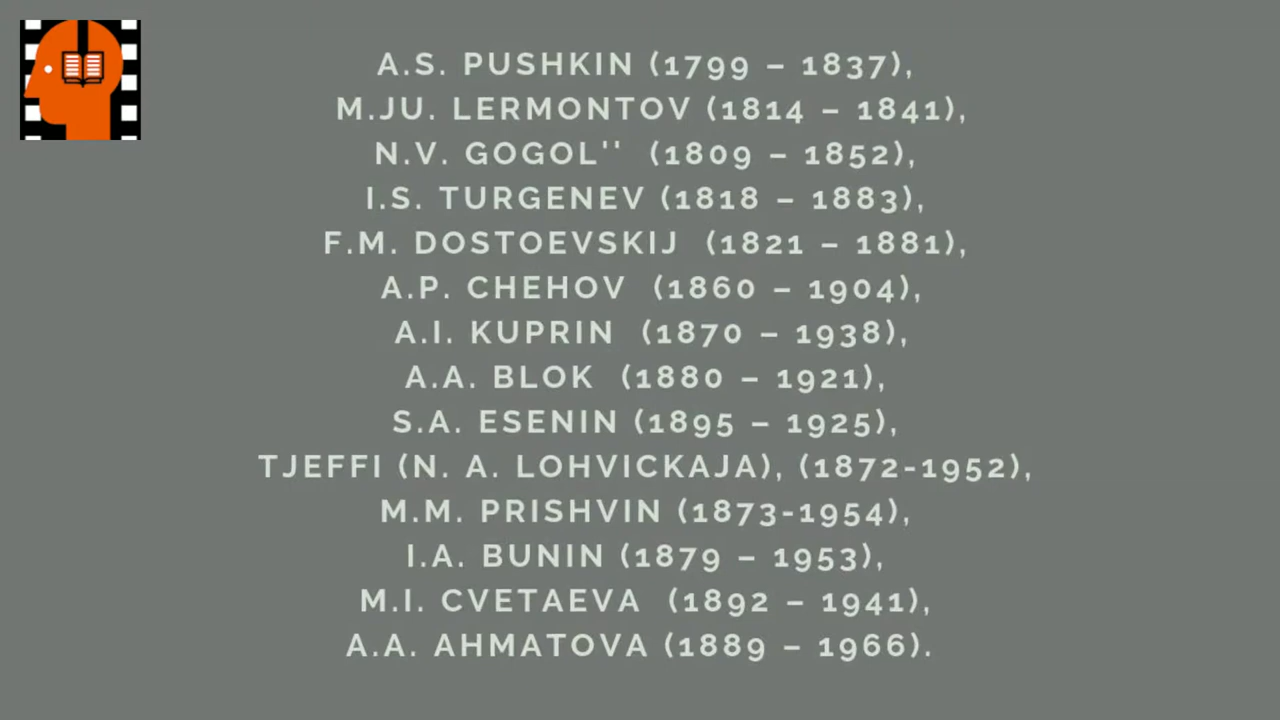 A.S. PUSHKIN (1799 – 1837),
M.JU. LERMONTOV (1814 – 1841),
N.V. GOGOL'' (1809 – 1852),
I.S. TURGENEV (1818 – 1883),
F.M. DOSTOEVSKIJ (1821 – 1881),
A.P. CHEHOV (1860 – 1904),
A.I. KUPRIN (1870 – 1938),
A.A. BLOK (1880 – 1921),
S.A. ESENIN (1895 – 1925),
TJEFFI (N. A. LOHVICKAJA), (1872-1952),
M.M. PRISHVIN (1873-1954),
I.A. BUNIN (1879 – 1953),
M.I. CVETAEVA (1892 – 1941),
A.A. AHMATOVA (1889 – 1966).